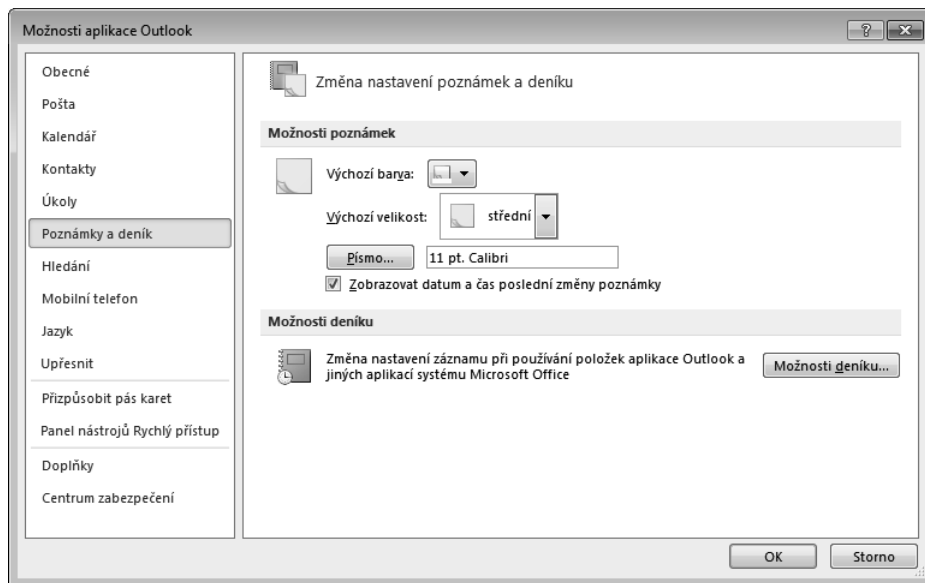 Možnosti aplikace Outlook
Obecné
Pošta
Kalendář
Kontakty
Úkoly
Poznámky a deník
Hledání
Mobilní telefon
Jazyk
Upřesnit
Přizpůsobit pás karet
Panel nástrojů Rychlý přístup
Doplňky
Centrum zabezpečení
Změna nastavení poznámek a deníku
Možnosti poznámek
Výchozí barva:
Výchozí velikost: střední
Písmo... 11 pt. Calibri
Zobrazovat datum a čas poslední změny poznámky
Možnosti deníku
Změna nastavení záznamu při používání položek aplikace Outlook a
jiných aplikací systému Microsoft Office
Možnosti deníku...
OK Storno